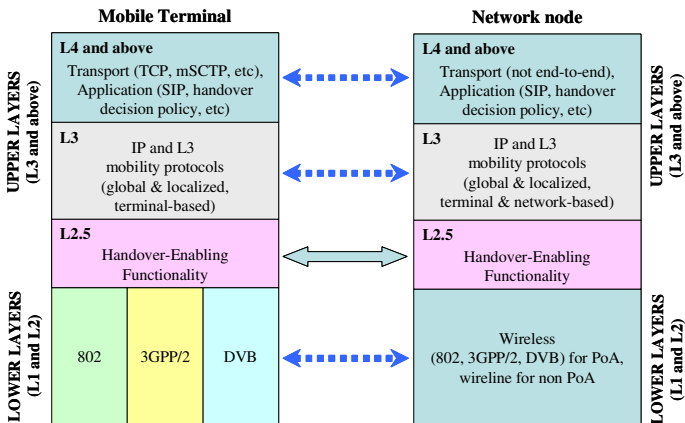 Mobile Terminal
Network node
UPPER LAYERS
(L3 and above)
L4 and above
Transport (TCP, mSCTP, etc),
Application (SIP, handover
decision policy, etc)
L3
IP and L3
mobility protocols
(global & localized,
terminal-based)
L2.5
Handover-Enabling
Functionality
LOWER LAYERS
(L1 and L2)
802
3GPP/2
DVB
L4 and above
Transport (not end-to-end),
Application (SIP, handover
decision policy, etc)
L3
IP and L3
mobility protocols
(global & localized,
terminal & network-based)
L2.5
Handover-Enabling
Functionality
Wireless
(802, 3GPP/2, DVB) for PoA,
wireline for non PoA
UPPER LAYERS
(L3 and above)
LOWER LAYERS
(L1 and L2)